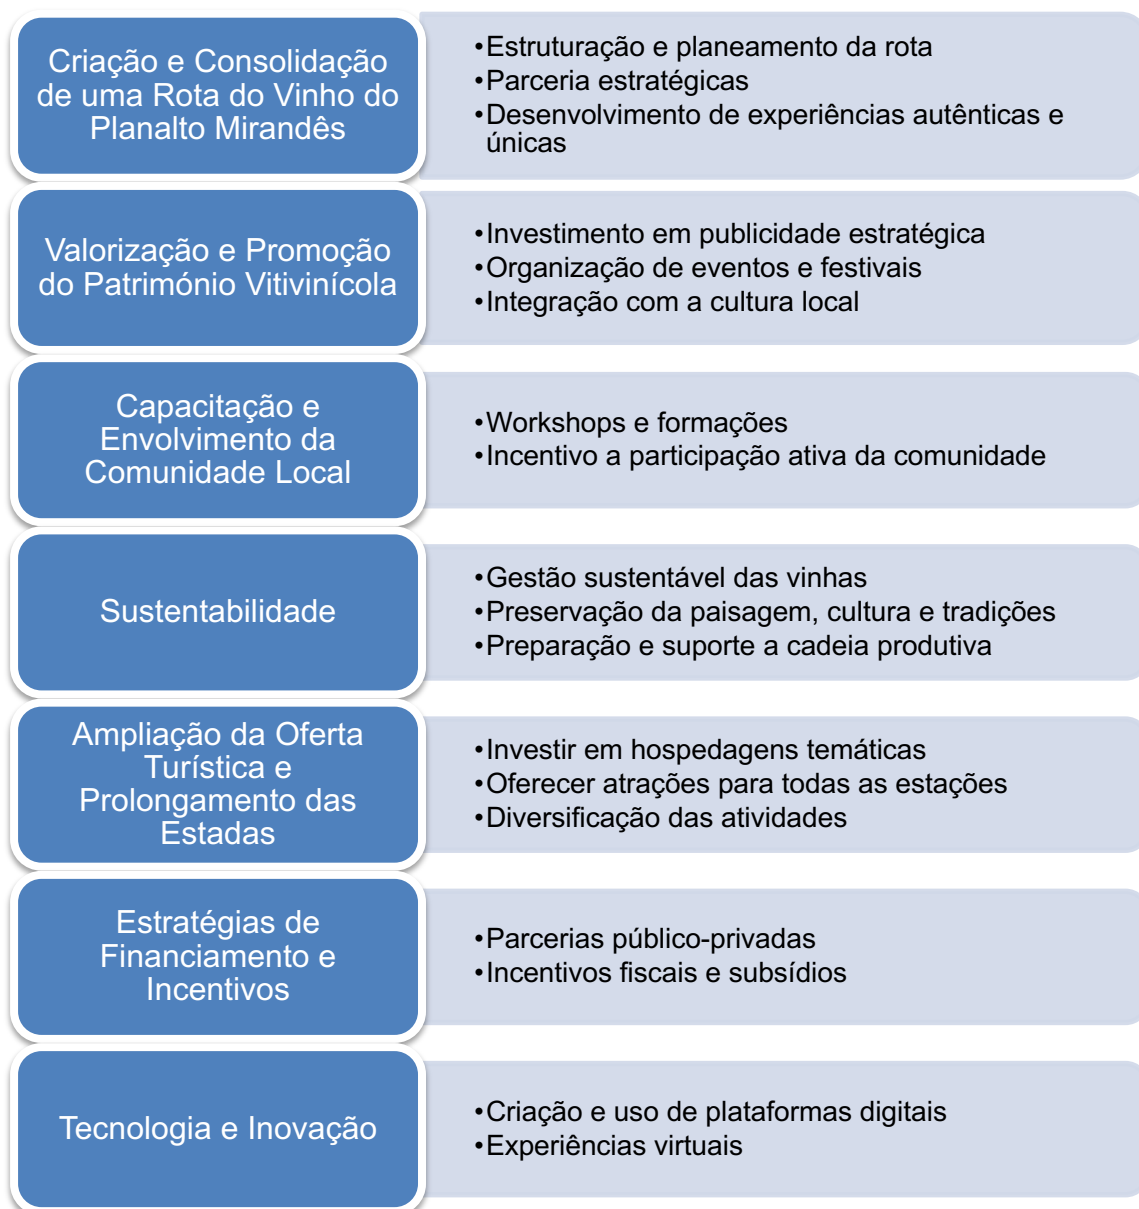 Criação e Consolidação
de uma Rota do Vinho do
Planalto Mirandês
•Estruturação e planeamento da rota
•Parceria estratégicas
•Desenvolvimento de experiências autênticas e
únicas
Valorização e Promoção
do Património Vitivinícola
•Investimento em publicidade estratégica
•Organização de eventos e festivais
•Integração com a cultura local
Capacitação e
Envolvimento da
Comunidade Local
•Workshops e formações
•Incentivo a participação ativa da comunidade
Sustentabilidade
•Gestão sustentável das vinhas
•Preservação da paisagem, cultura e tradições
•Preparação e suporte a cadeia produtiva
Ampliação da Oferta
Turística e
Prolongamento das
Estadas
•Investir em hospedagens temáticas
•Oferecer atrações para todas as estações
•Diversificação das atividades
Estratégias de
Financiamento e
Incentivos
•Parcerias público-privadas
•Incentivos fiscais e subsídios
Tecnologia e Inovação
•Criação e uso de plataformas digitais
•Experiências virtuais